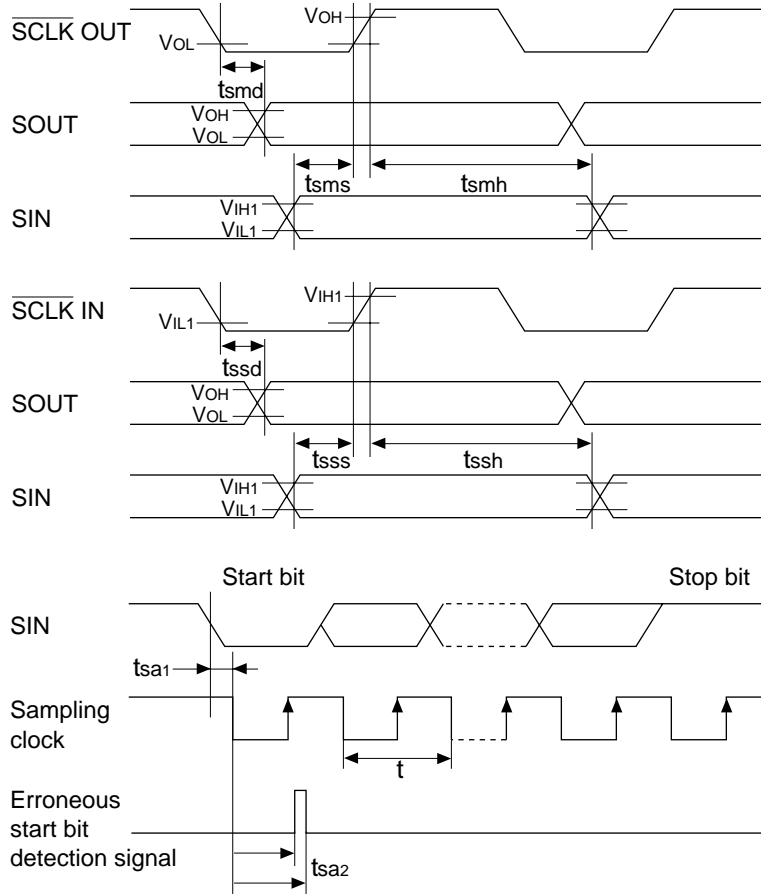 SCLK OUT
VOH
VOL
tsmd
SOUT
VOH
VOL
tsms
tsmh
SIN
VIH1
VIL1
SCLK IN
VIH1
VIL1
tssd
SOUT
VOH
VOL
tsss
tssh
SIN
VIH1
VIL1
Start bit
Stop bit
SIN
tsa1
Sampling
clock
t
Erroneous
start bit
detection signal
tsa2